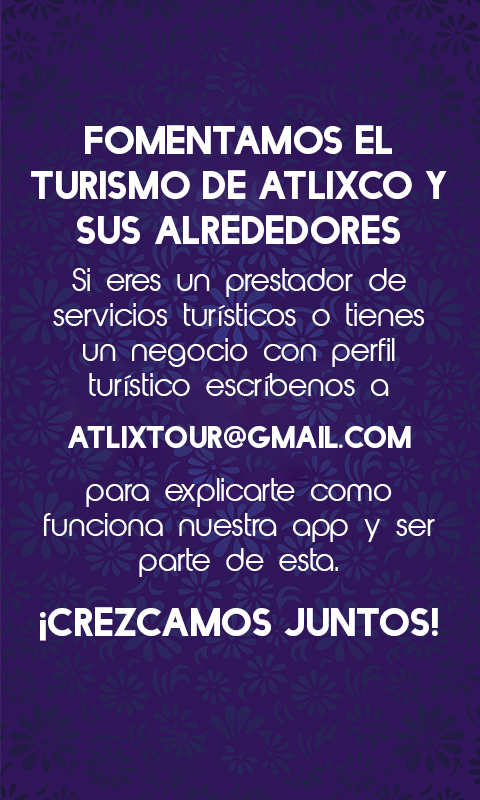 FOMENTAMOS EL
TURISMO DE ATLIXCO Y
SUS ALREDEDORES
Si eres un prestador de
servicios turísticos o tienes
un negocio con perfil
turístico escríbenos a
ATLIXTOUR@GMAIL.COM
para explicarte como
funciona nuestra app y ser
parte de esta.
¡CREZCAMOS JUNTOS!